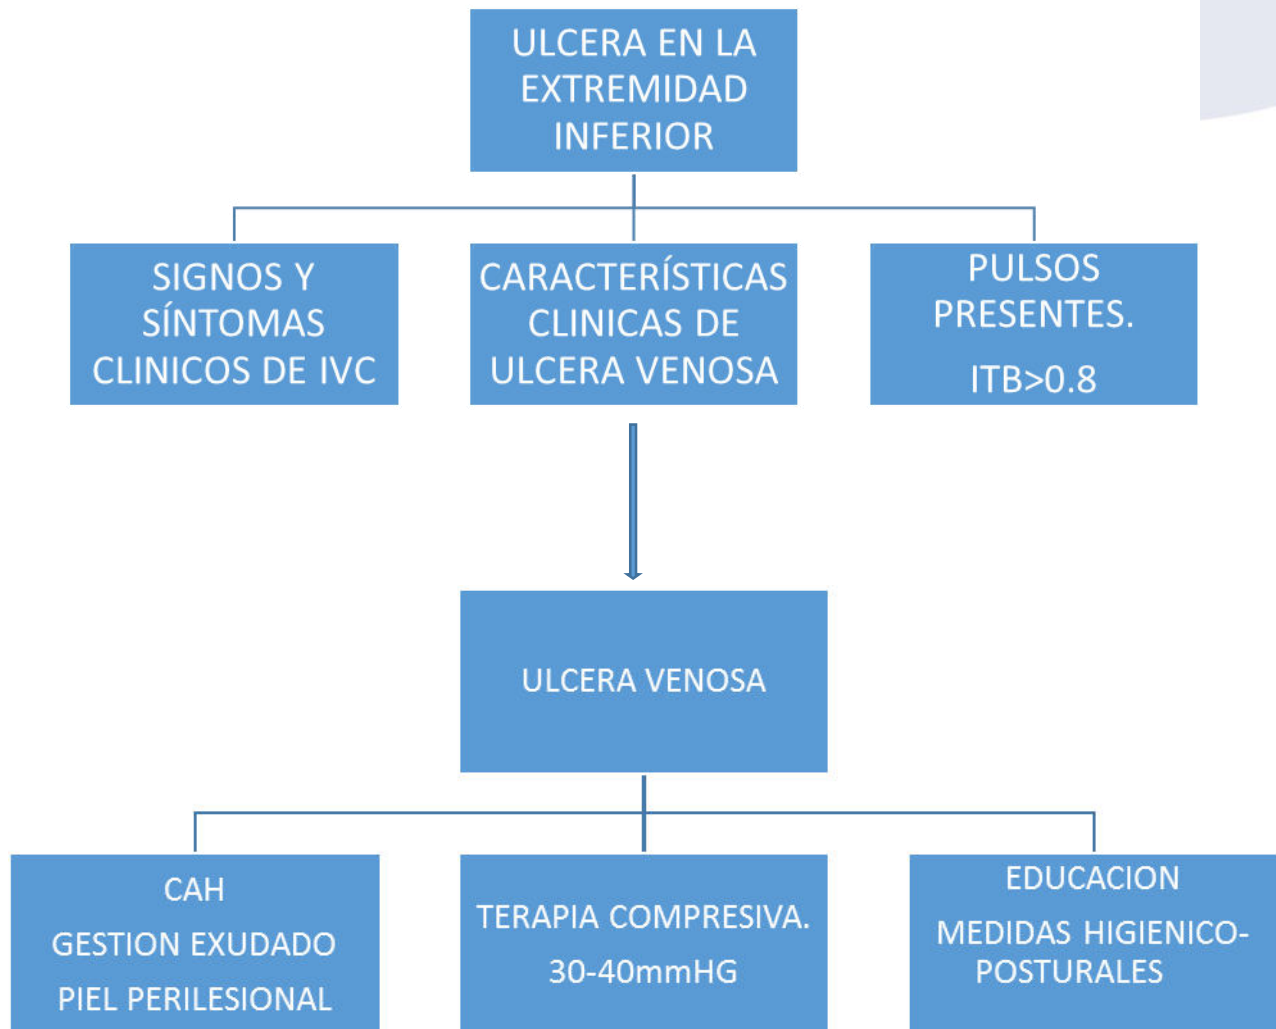 ULCERA EN LA
EXTREMIDAD
INFERIOR
SIGNOS Y
SÍNTOMAS
CLINICOS DE IVC
CARACTERÍSTICAS
CLINICAS DE
ULCERA VENOSA
PULSOS
PRESENTES.
ITB>0.8
ULCERA VENOSA
CAH
GESTION EXUDADO
PIEL PERILESIONAL
TERAPIA COMPRESIVA.
30-40mmHG
EDUCACION
MEDIDAS HIGIENICO-
POSTURALES